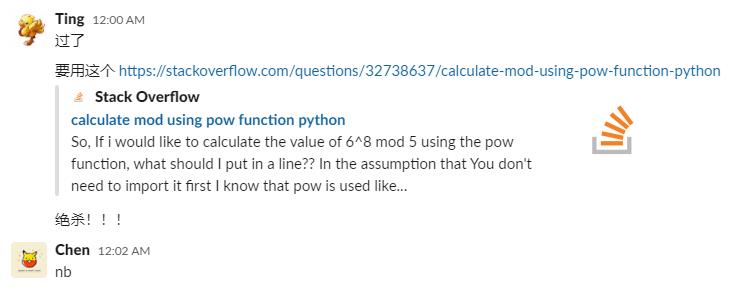 Ting 12:00 AM
过了
要用这个 https://stackoverflow.com/questions/32738637/calculate-mod-using-pow-function-python
Stack Overflow
calculate mod using pow function python
So, If i would like to calculate the value of 6^8 mod 5 using the pow
function, what should I put in a line?? In the assumption that You don't
need to import it first I know that pow is used like...
绝杀！！！
Chen 12:02 AM
nb